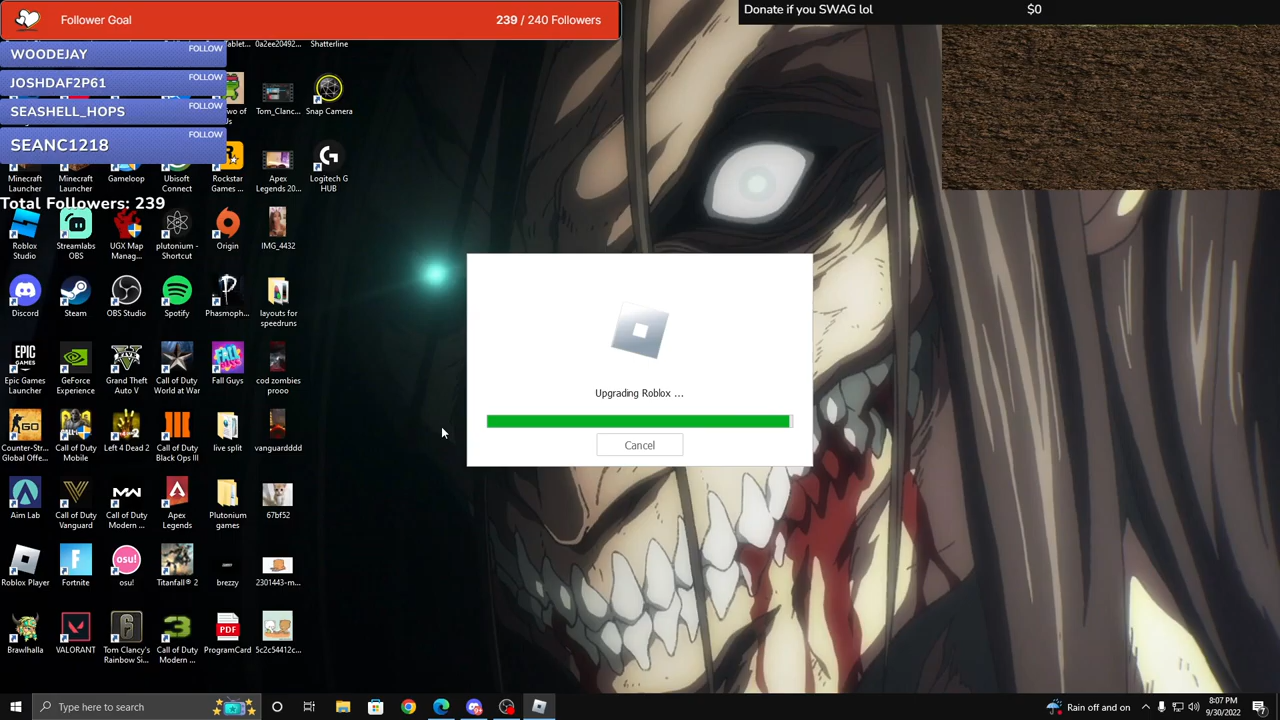 Follower Goal
239 / 240 Followers
Donate if you SWAG lol
$0
WOODEJAY
FOLLOW
JOSHDAF2P61
FOLLOW
SEASHELL_HOPS
FOLLOW
SEANC1218
FOLLOW
Total Followers: 239
0a2ee20492...
Shatterline
Tom_Clanc...
Snap Camera
Minecraft Launcher
Minecraft Launcher
Gameloop
Ubisoft Connect
Rockstar Games ...
Apex Legends 20...
Logitech G HUB
Roblox Studio
Streamlabs OBS
UGX Map Manag...
plutonium - Shortcut
Origin
IMG_4432
Discord
Steam
OBS Studio
Spotify
Phasmoph...
layouts for speedruns
Epic Games Launcher
GeForce Experience
Grand Theft Auto V
Call of Duty World at War
Fall Guys
cod zombies prooo
Counter-Str... Global Offe...
Call of Duty Mobile
Left 4 Dead 2
Call of Duty Black Ops III
live split
vanguardddd
Aim Lab
Call of Duty Vanguard
Call of Duty Modern ...
Apex Legends
Plutonium games
67bf52
Roblox Player
Fortnite
osu!
Titanfall® 2
brezzy
2301443-m...
Brawlhalla
VALORANT
Tom Clancy's Rainbow Si...
Call of Duty Modern ...
ProgramCard
5c2c54412c...
Upgrading Roblox ...
Cancel
Type here to search
Rain off and on
8:07 PM
9/30/2022